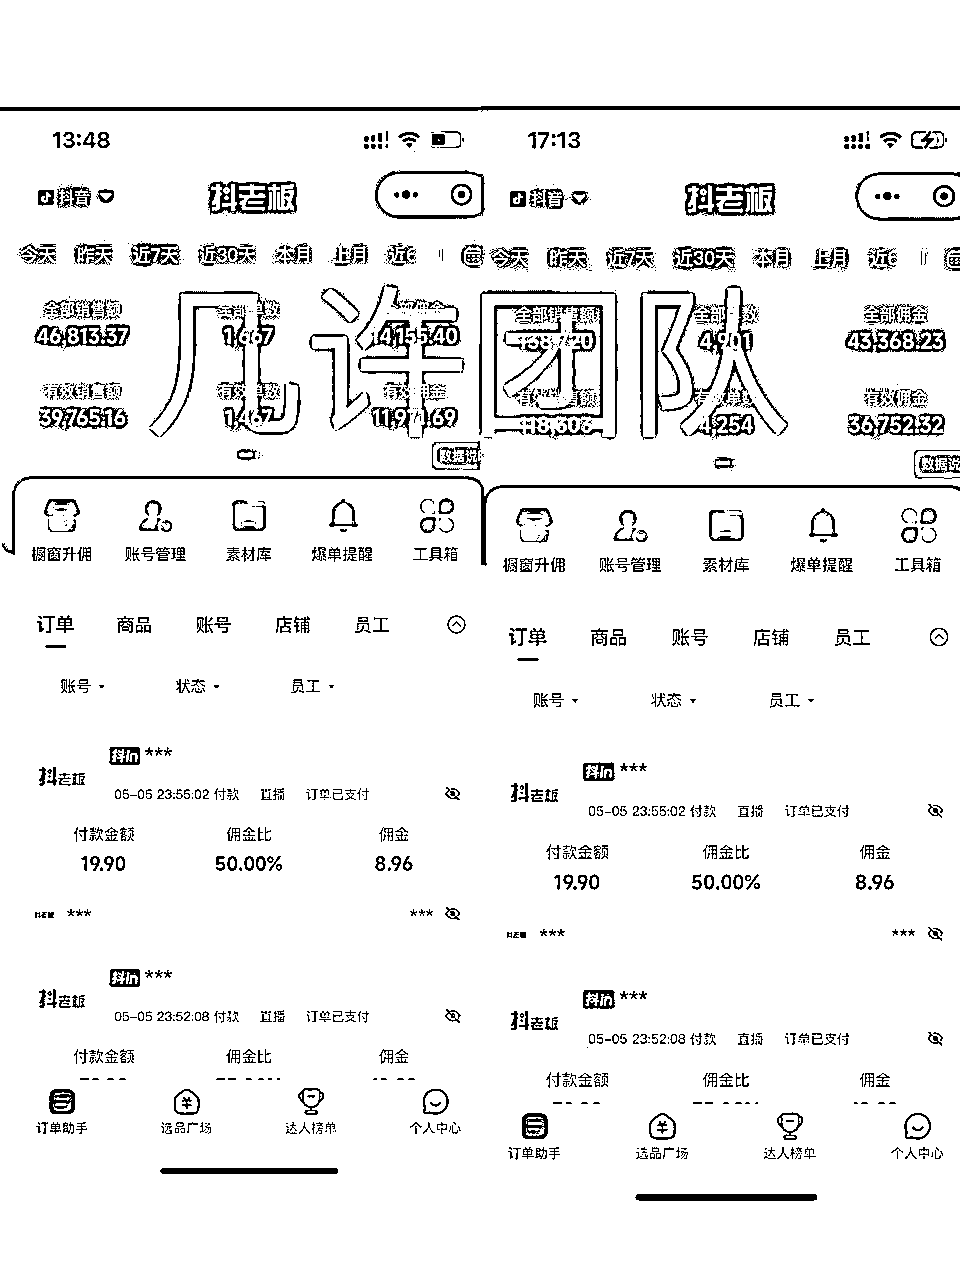 13:48
抖音
抖老板
今天 昨天 近7天 近30天 本月 上月 近6
全部销售额 全部单数 全部佣金
46,813.37 1,667 14,155.40
有效销售额 有效单数 有效佣金
39,765.16 1,467
数据说
橱窗升佣 账号管理 素材库 爆单提醒 工具箱
订单 商品 账号 店铺 员工
账号 状态 员工
抖in ***
抖老板
05-05 23:55:02 付款 直播 订单已支付
付款金额 佣金比 佣金
19.90 50.00% 8.96
*** ***
抖in ***
抖老板
05-05 23:52:08 付款 直播 订单已支付
付款金额 佣金比 佣金
订单助手 选品广场 达人榜单 个人中心
17:13
抖音
抖老板
今天 昨天 近7天 近30天 本月 上月 近6
全部销售额 全部单数 全部佣金
4,901 43,368.23
有效销售额 有效单数 有效佣金
118,603 4,254 36,752.32
数据说
橱窗升佣 账号管理 素材库 爆单提醒 工具箱
订单 商品 账号 店铺 员工
账号 状态 员工
抖in ***
抖老板
05-05 23:55:02 付款 直播 订单已支付
付款金额 佣金比 佣金
19.90 50.00% 8.96
*** ***
抖in ***
抖老板
05-05 23:52:08 付款 直播 订单已支付
付款金额 佣金比 佣金
订单助手 选品广场 达人榜单 个人中心
几许团队